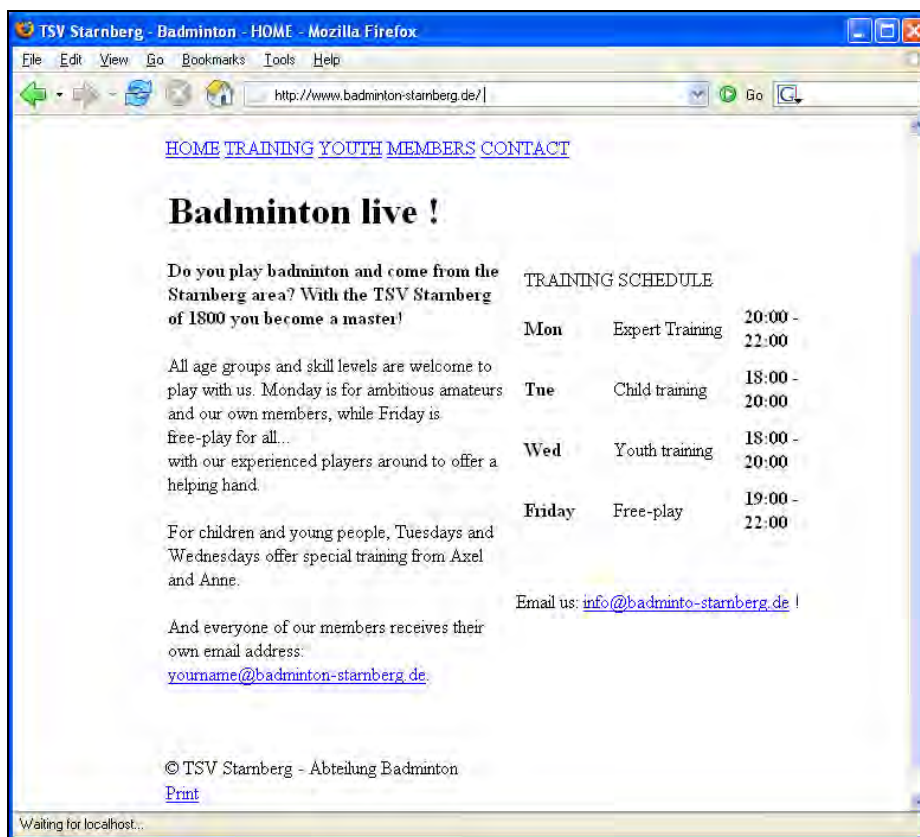 TSV Starnberg - Badminton - HOME - Mozilla Firefox
File Edit View Go Bookmarks Tools Help
http://www.badminton-starnberg.de/
Go
G
HOME TRAINING YOUTH MEMBERS CONTACT
Badminton live !
Do you play badminton and come from the
Starnberg area? With the TSV Starnberg
of 1800 you become a master!
All age groups and skill levels are welcome to
play with us. Monday is for ambitious amateurs
and our own members, while Friday is
free-play for all...
with our experienced players around to offer a
helping hand.
For children and young people, Tuesdays and
Wednesdays offer special training from Axel
and Anne.
And everyone of our members receives their
own email address:
yourname@badminton-starnberg.de.
TRAINING SCHEDULE
Mon Expert Training 20:00 -
22:00
Tue Child training 18:00 -
20:00
Wed Youth training 18:00 -
20:00
Friday Free-play 19:00 -
22:00
Email us: info@badminto-starnberg.de !
© TSV Starnberg - Abteilung Badminton
Print
Waiting for localhost...